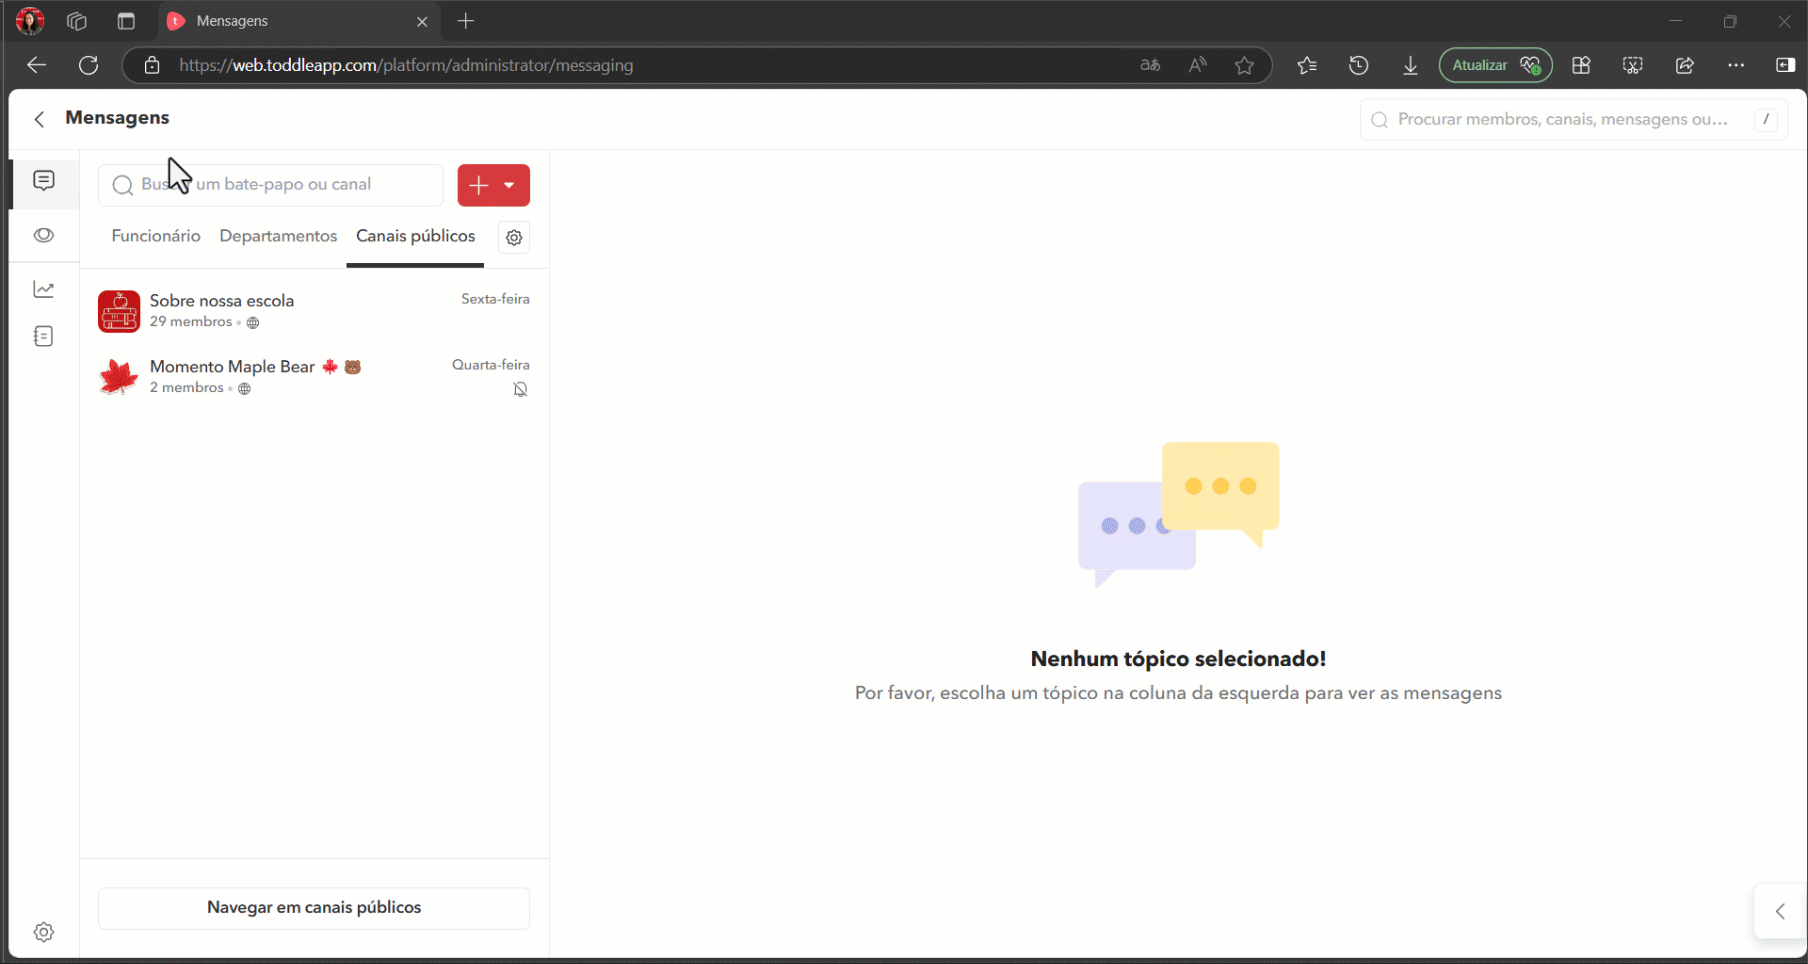 Mensagens
https://web.toddleapp.com/platform/administrator/messaging
Atualizar
Mensagens
Procurar membros, canais, mensagens ou...
/
um bate-papo ou canal
Funcionário
Departamentos
Canais públicos
Sobre nossa escola
Sexta-feira
29 membros
Momento Maple Bear 🍁 🐻
Quarta-feira
2 membros
Nenhum tópico selecionado!
Por favor, escolha um tópico na coluna da esquerda para ver as mensagens
Navegar em canais públicos